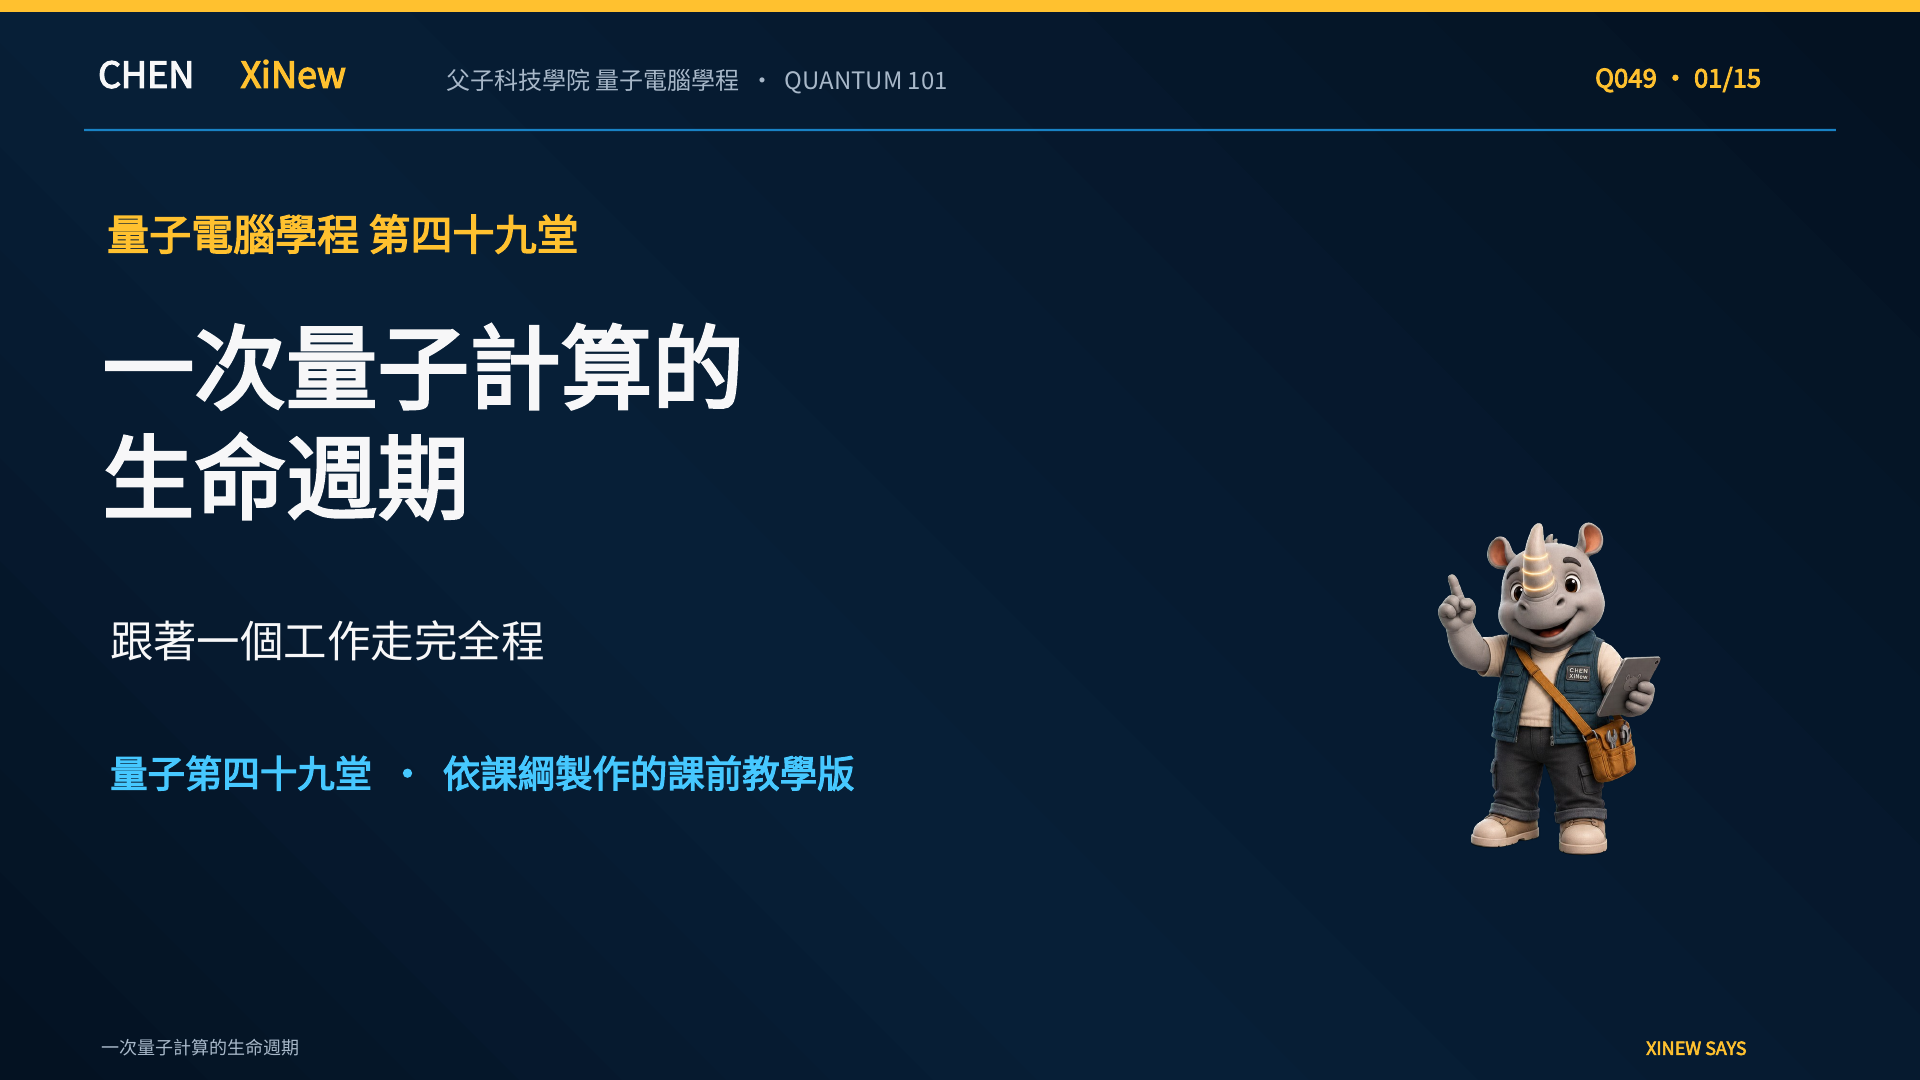 CHEN XiNew 父子科技學院 量子電腦學程 • QUANTUM 101 Q049 • 01/15
量子電腦學程 第四十九堂
一次量子計算的
生命週期
跟著一個工作走完全程
CHEN
XiNew
量子第四十九堂 • 依課綱製作的課前教學版
一次量子計算的生命週期 XINEW SAYS